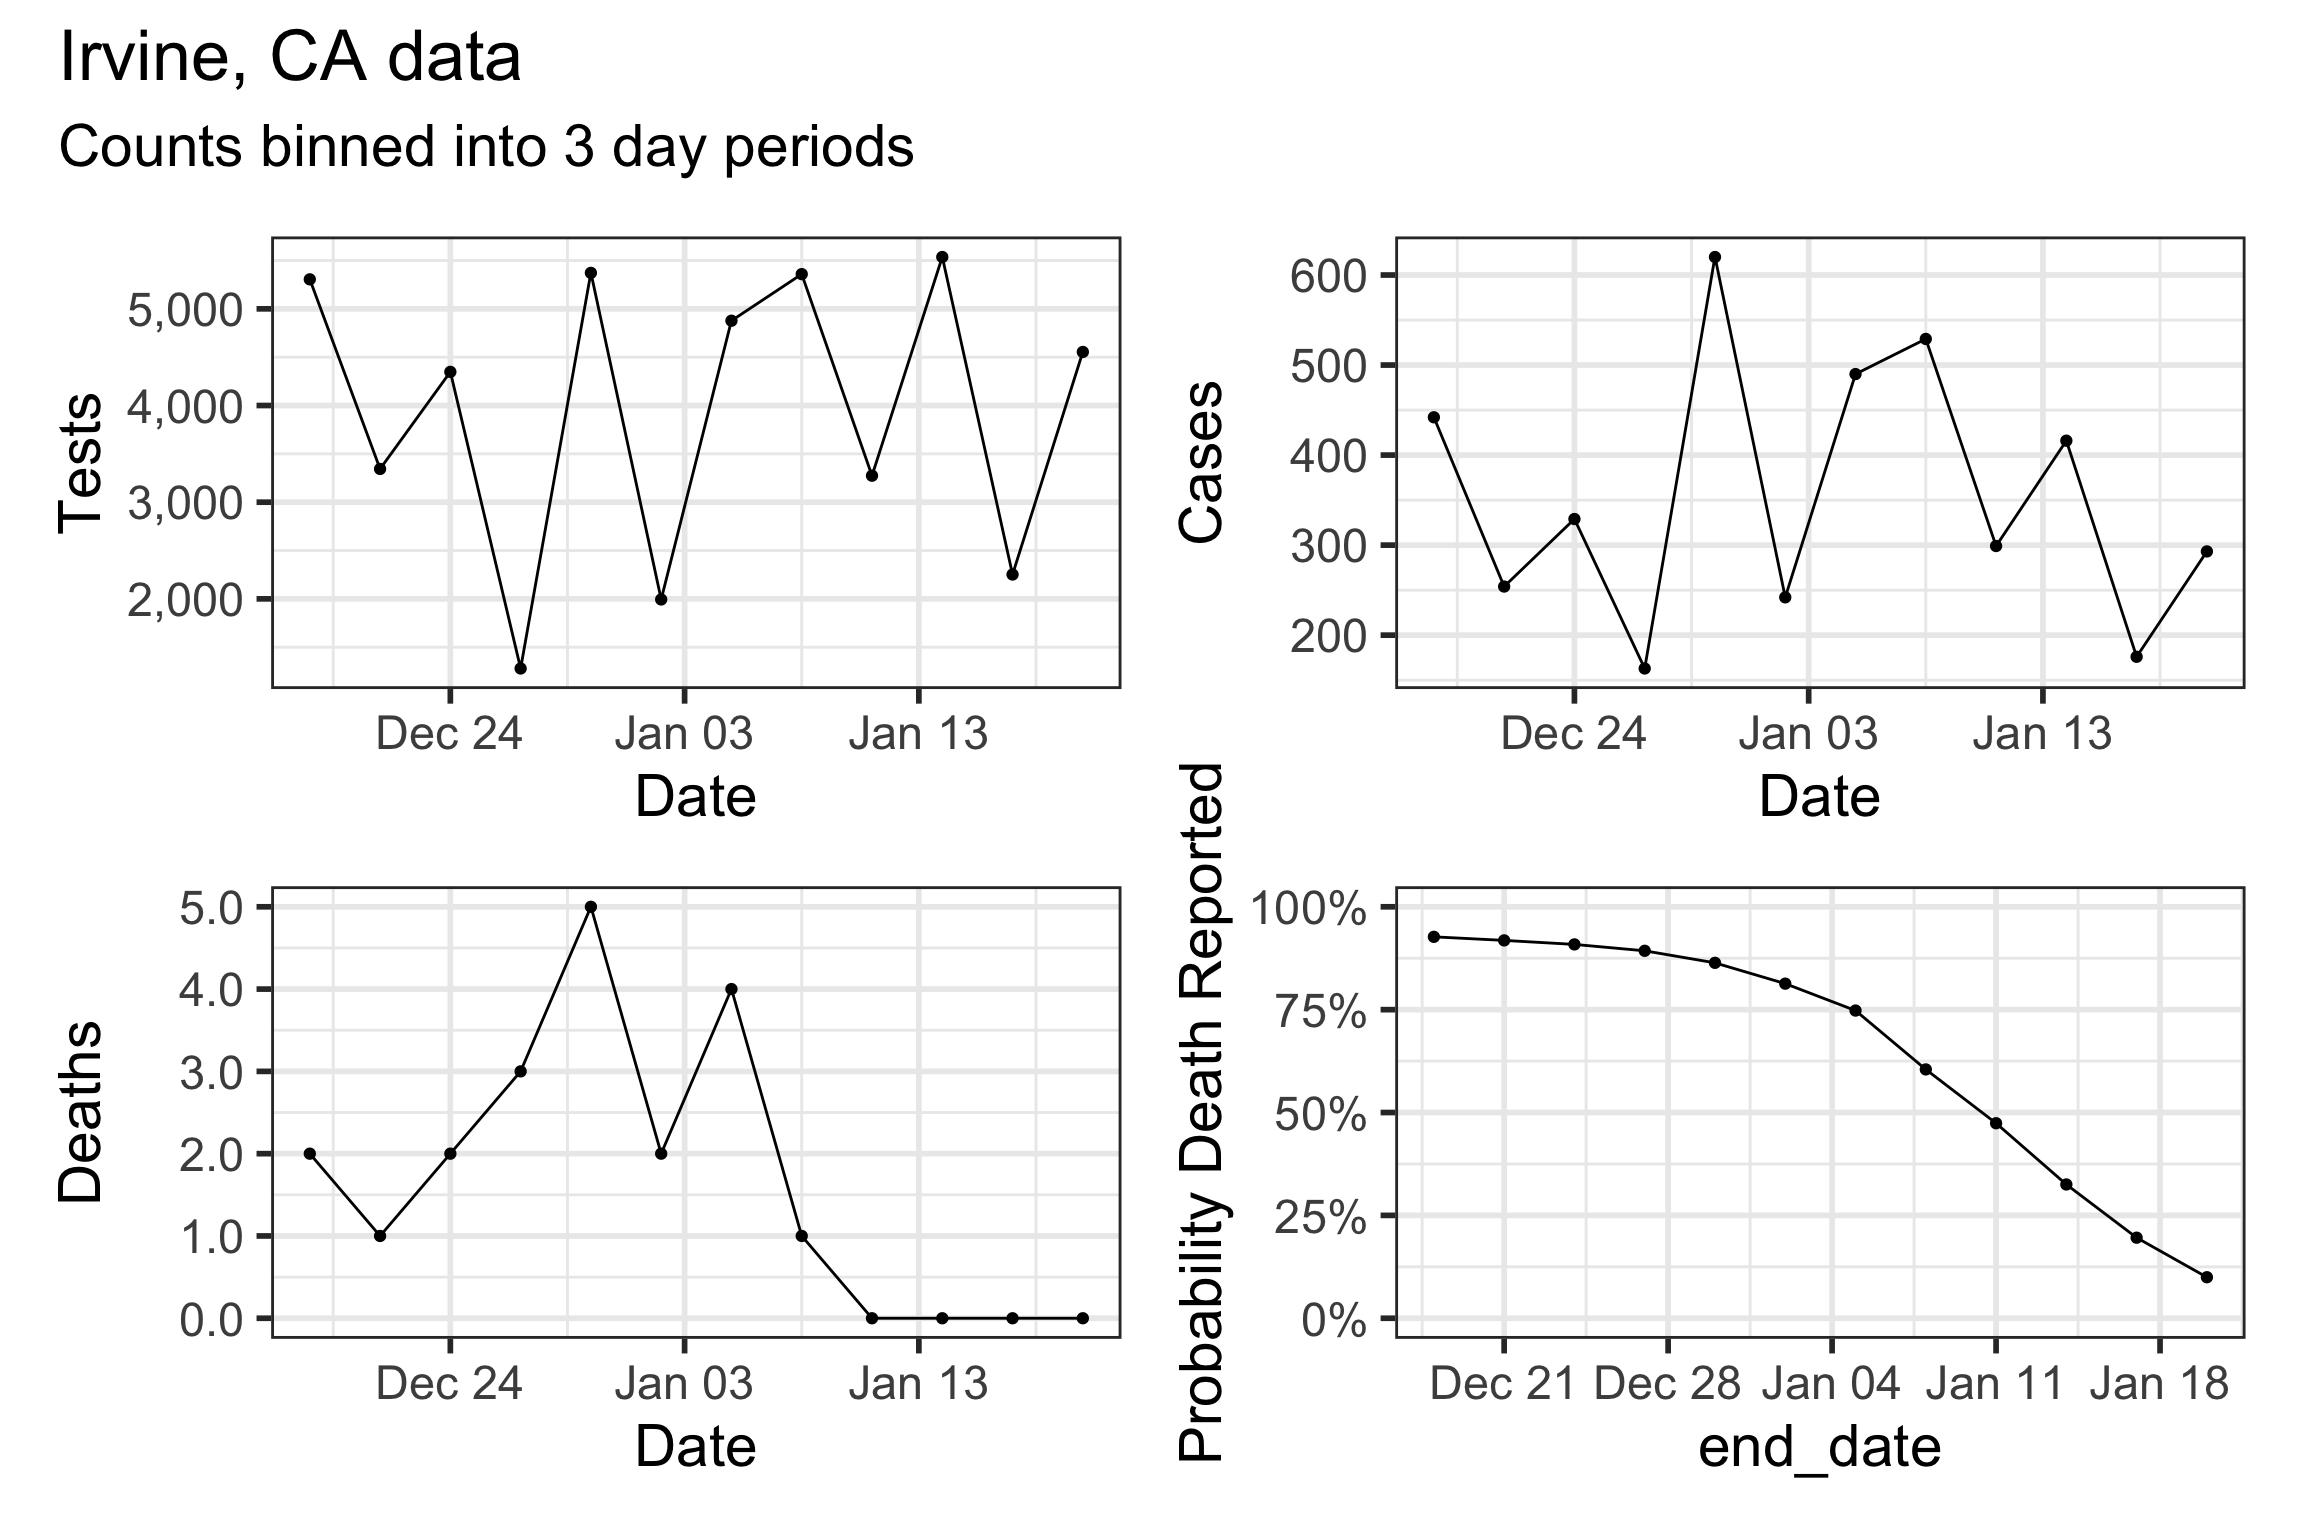 Irvine, CA data
Counts binned into 3 day periods
Tests
5,000
4,000
3,000
2,000
Dec 24 Jan 03 Jan 13
Date
Cases
600
500
400
300
200
Dec 24 Jan 03 Jan 13
Date
Deaths
5.0
4.0
3.0
2.0
1.0
0.0
Dec 24 Jan 03 Jan 13
Date
Probability Death Reported
100%
75%
50%
25%
0%
Dec 21 Dec 28 Jan 04 Jan 11 Jan 18
end_date